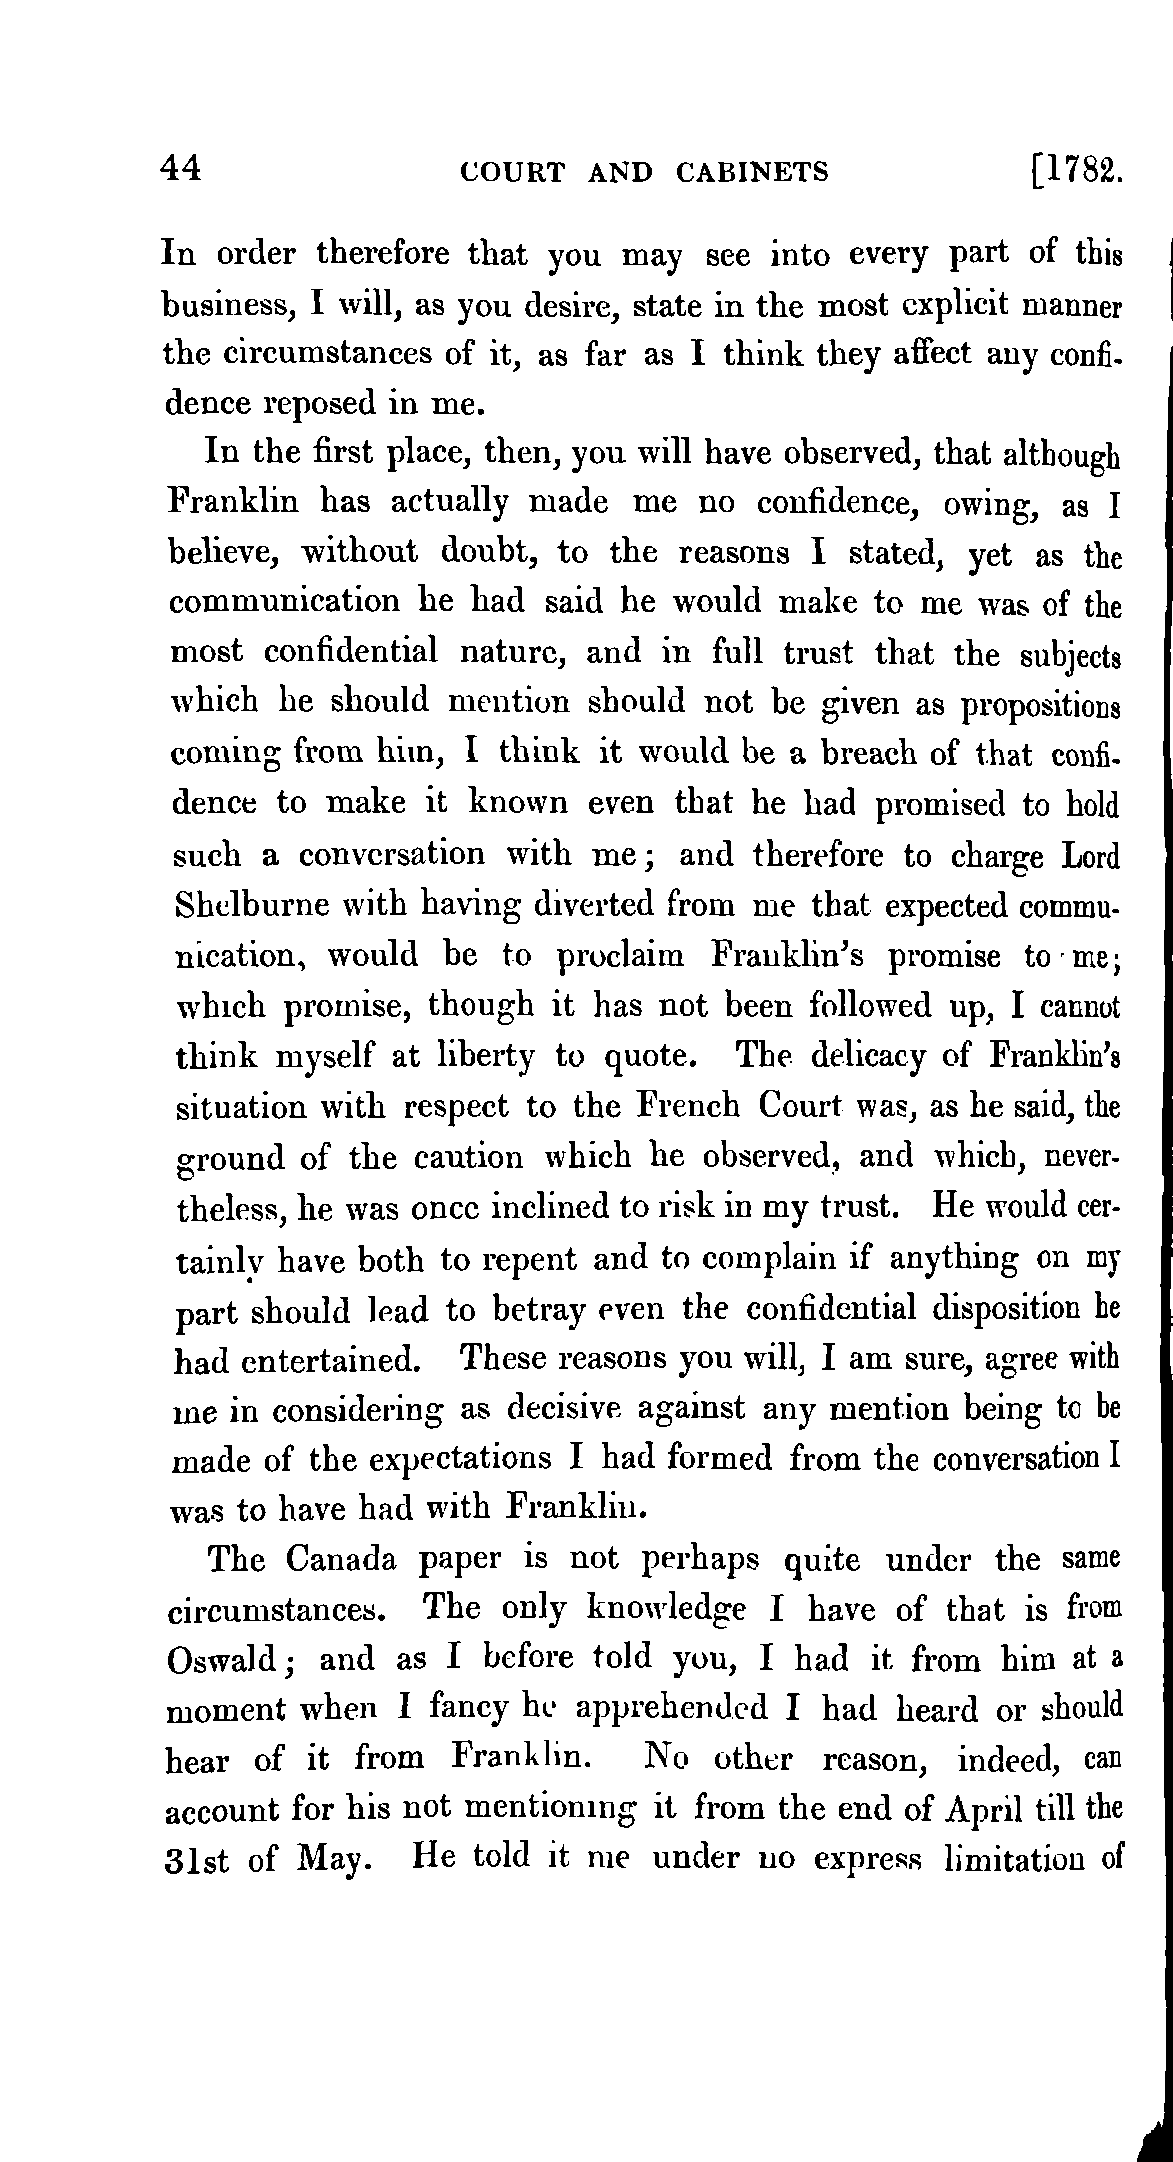 44 COURT AND CABINETS [1782.
In order therefore that you may see into every part of this
business, I will, as you desire, state in the most explicit manner
the circumstances of it, as far as I think they affect any confi-
dence reposed in me.
In the first place, then, you will have observed, that although
Franklin has actually made me no confidence, owing, as I
believe, without doubt, to the reasons I stated, yet as the
communication he had said he would make to me was of the
most confidential nature, and in full trust that the subjects
which he should mention should not be given as propositions
coming from him, I think it would be a breach of that confi-
dence to make it known even that he had promised to hold
such a conversation with me; and therefore to charge Lord
Shelburne with having diverted from me that expected commu-
nication, would be to proclaim Franklin's promise to me;
which promise, though it has not been followed up, I cannot
think myself at liberty to quote. The delicacy of Franklin's
situation with respect to the French Court was, as he said, the
ground of the caution which he observed, and which, never-
theless, he was once inclined to risk in my trust. He would cer-
tainly have both to repent and to complain if anything on my
part should lead to betray even the confidential disposition he
had entertained. These reasons you will, I am sure, agree with
me in considering as decisive against any mention being to be
made of the expectations I had formed from the conversation I
was to have had with Franklin.
The Canada paper is not perhaps quite under the same
circumstances. The only knowledge I have of that is from
Oswald; and as I before told you, I had it from him at a
moment when I fancy he apprehended I had heard or should
hear of it from Franklin. No other reason, indeed, can
account for his not mentioning it from the end of April till the
31st of May. He told it me under no express limitation of